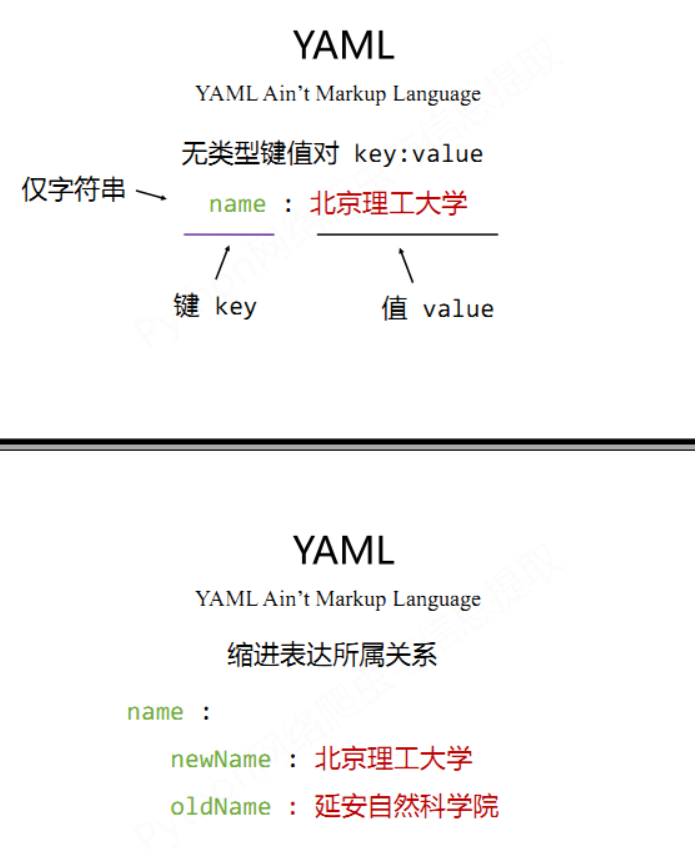 YAML
YAML Ain’t Markup Language
无类型键值对 key:value
仅字符串
name : 北京理工大学
键 key
值 value
YAML
YAML Ain’t Markup Language
缩进表达所属关系
name :
newName : 北京理工大学
oldName : 延安自然科学院